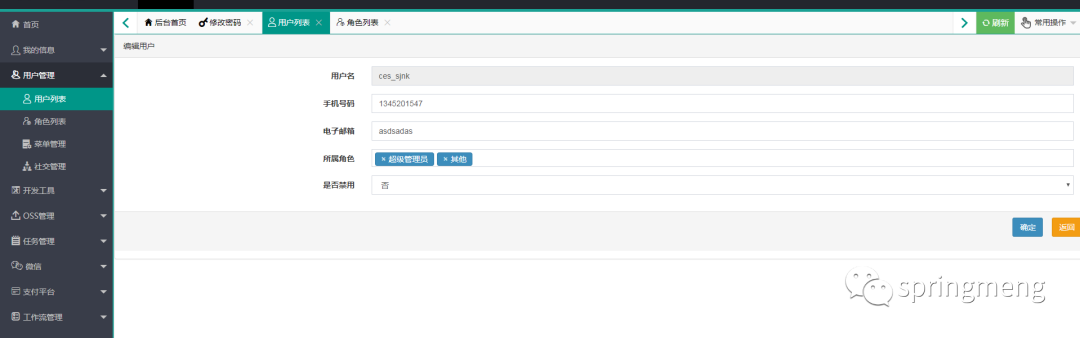 首页
我的信息
用户管理
用户列表
角色列表
菜单管理
社交管理
开发工具
OSS管理
任务管理
微信
支付平台
工作流管理
后台首页 修改密码 × 用户列表 × 角色列表 × 刷新 常用操作
编辑用户
用户名 ces_sjnk
手机号码 1345201547
电子邮箱 asdsadas
所属角色 × 超级管理员 × 其他
是否禁用 否
确定 返回
springmeng